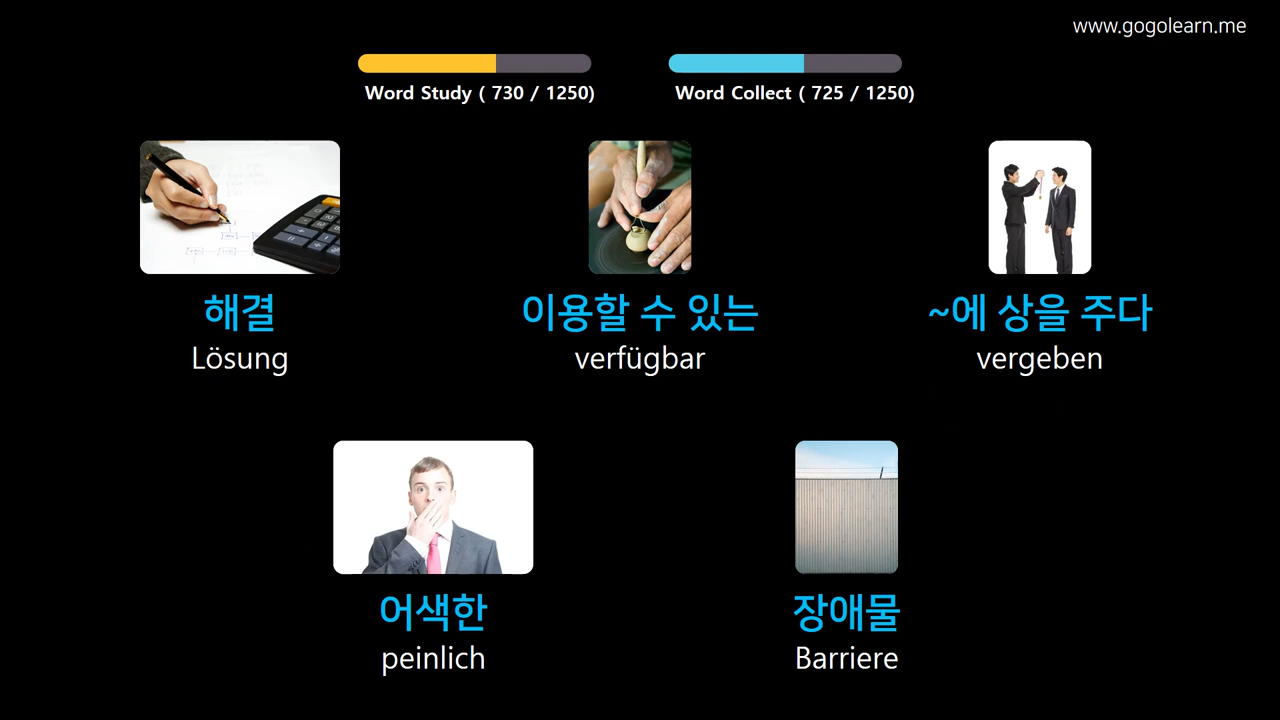 www.gogolearn.me
Word Study ( 730 / 1250)
Word Collect ( 725 / 1250)
해결
Lösung
이용할 수 있는
verfügbar
~에 상을 주다
vergeben
어색한
peinlich
장애물
Barriere